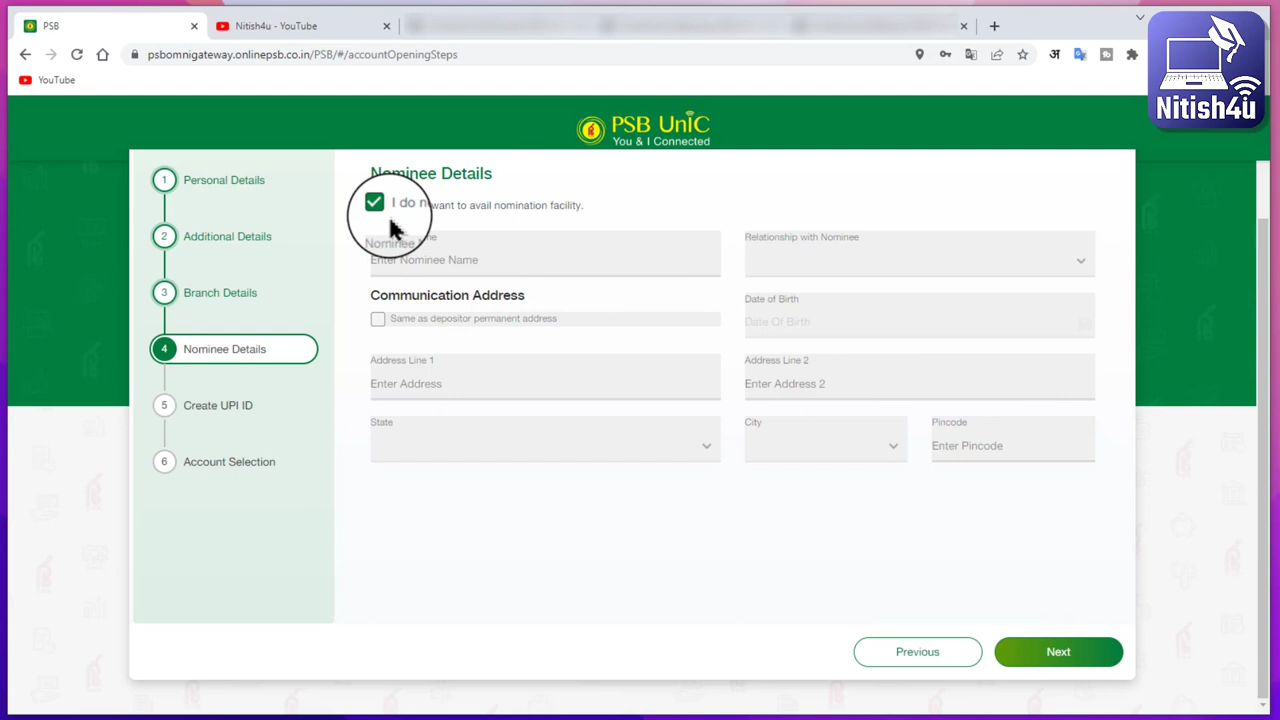 PSB
Nitish4u - YouTube
psbomnigateway.onlinepsb.co.in/PSB/#/accountOpeningSteps
अ
YouTube
Nitish4u
PSB UnIC
You & I Connected
1 Personal Details
2 Additional Details
3 Branch Details
4 Nominee Details
5 Create UPI ID
6 Account Selection
Nominee Details
I do n want to avail nomination facility.
Nominee
Enter Nominee Name
Relationship with Nominee
Communication Address
Same as depositor permanent address
Date of Birth
Date Of Birth
Address Line 1
Enter Address
Address Line 2
Enter Address 2
State
City
Pincode
Enter Pincode
Previous
Next